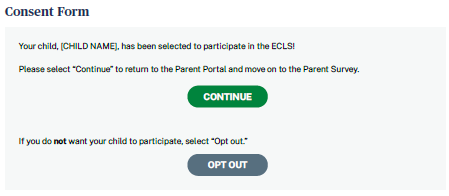 Consent Form
Your child, [CHILD NAME], has been selected to participate in the ECLS!
Please select "Continue" to return to the Parent Portal and move on to the Parent Survey.
CONTINUE
If you do not want your child to participate, select "Opt out."
OPT OUT